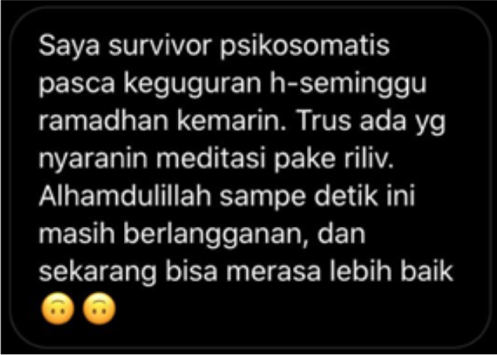 Saya survivor psikosomatis
pasca keguguran h-seminggu
ramadhan kemarin. Trus ada yg
nyaranin meditasi pake riliv.
Alhamdulillah sampe detik ini
masih berlangganan, dan
sekarang bisa merasa lebih baik
🙃🙃